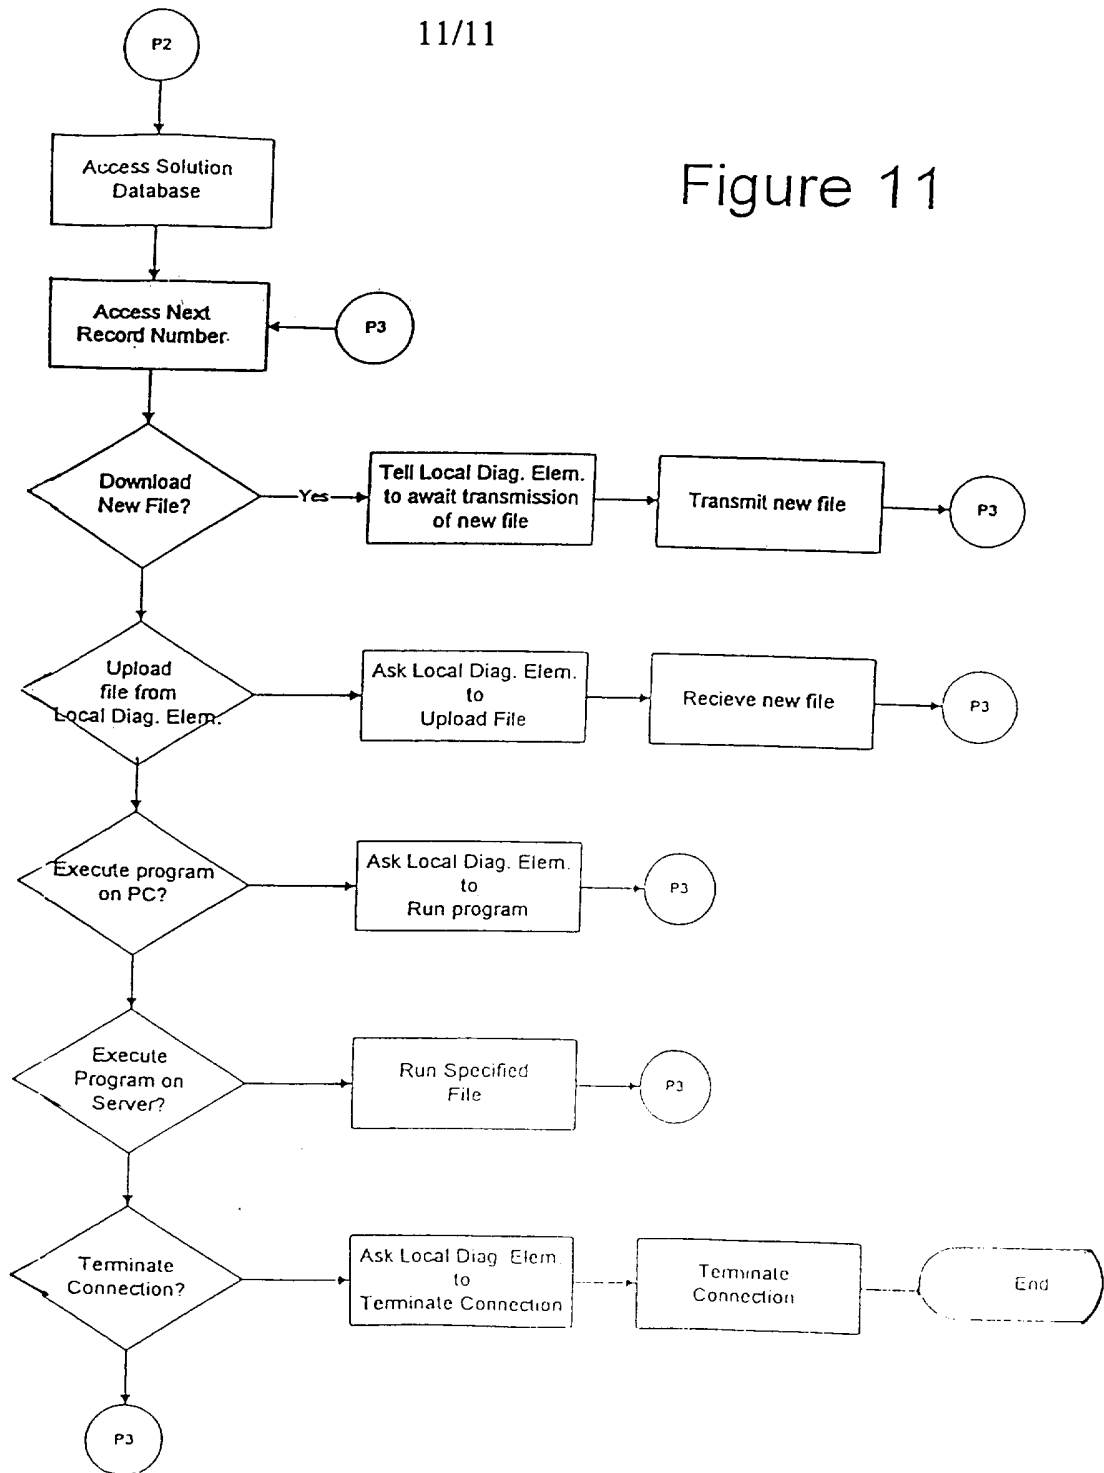 P2
11/11
Access Solution
Database
Figure 11
Access Next
Record Number.
P3
Download
New File?
Yes
Tell Local Diag. Elem.
to await transmission
of new file
Transmit new file
P3
Upload
file from
Local Diag. Elem.
Ask Local Diag. Elem.
to
Upload File
Recieve new file
P3
Execute program
on PC?
Ask Local Diag. Elem.
to
Run program
P3
Execute
Program on
Server?
Run Specified
File
P3
Terminate
Connection?
Ask Local Diag Elem.
to
Terminate Connection
Terminate
Connection
End
P3